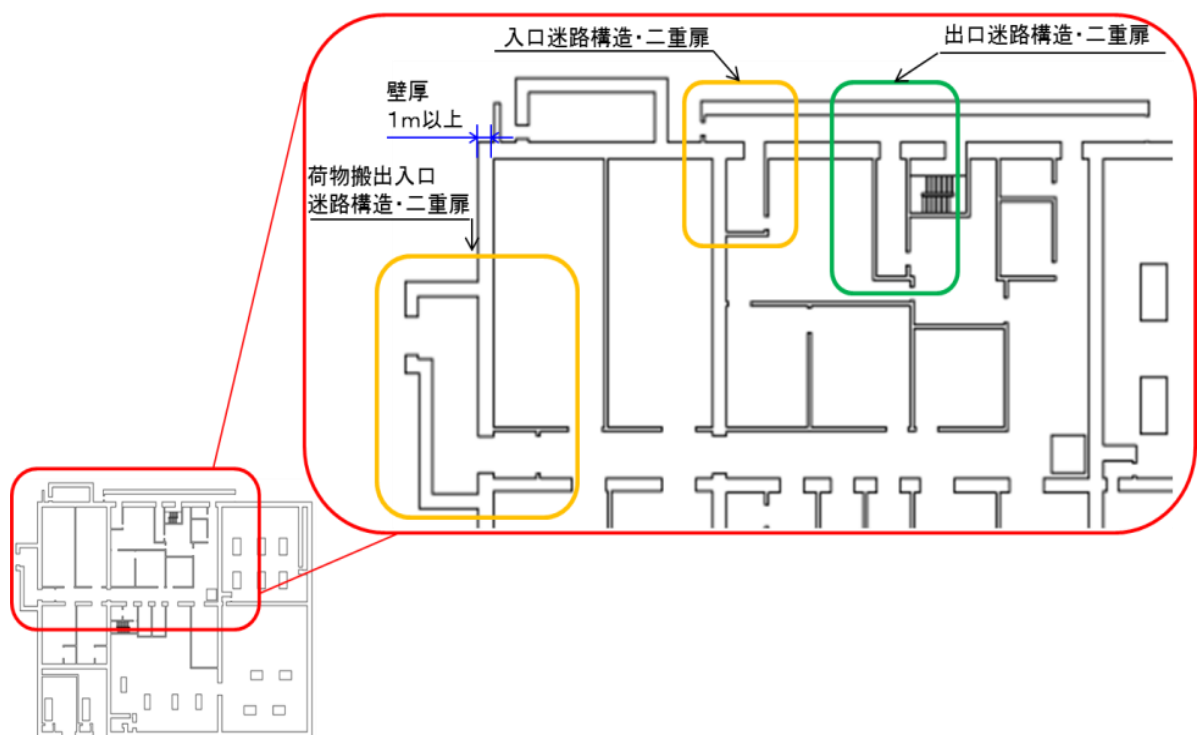 入口迷路構造・二重扉
出口迷路構造・二重扉
壁厚
1m以上
荷物搬出入口
迷路構造・二重扉